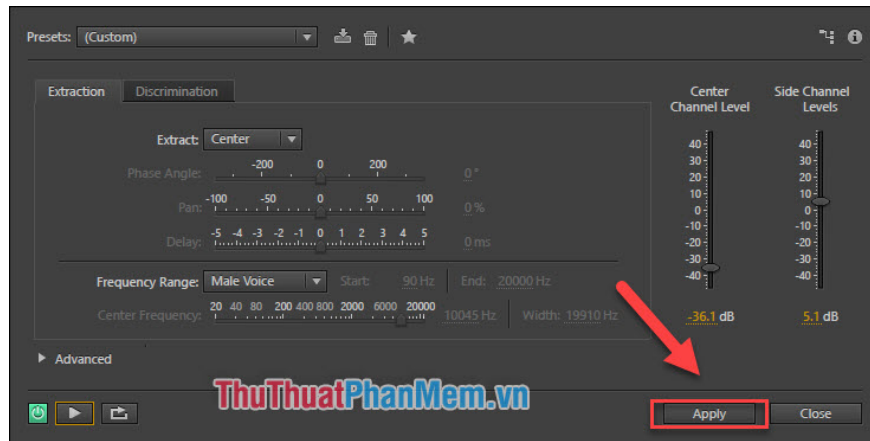 Presets: (Custom)
Extraction Discrimination
Center Channel Level
Side Channel Levels
Extract: Center
Phase Angle: -200 0 200 0 °
Pan: -100 -50 0 50 100 0 %
Delay: -5 -4 -3 -2 -1 0 1 2 3 4 5 0 ms
Frequency Range: Male Voice Start: 90 Hz End: 20000 Hz
Center Frequency: 20 40 80 200 400 800 2000 6000 20000 10045 Hz Width: 19910 Hz
40 40
30 30
20 20
10 10
0 0
-10 -10
-20 -20
-30 -30
-40 -40
-36.1 dB 5.1 dB
Advanced
ThuThuatPhanMem.vn
Apply Close